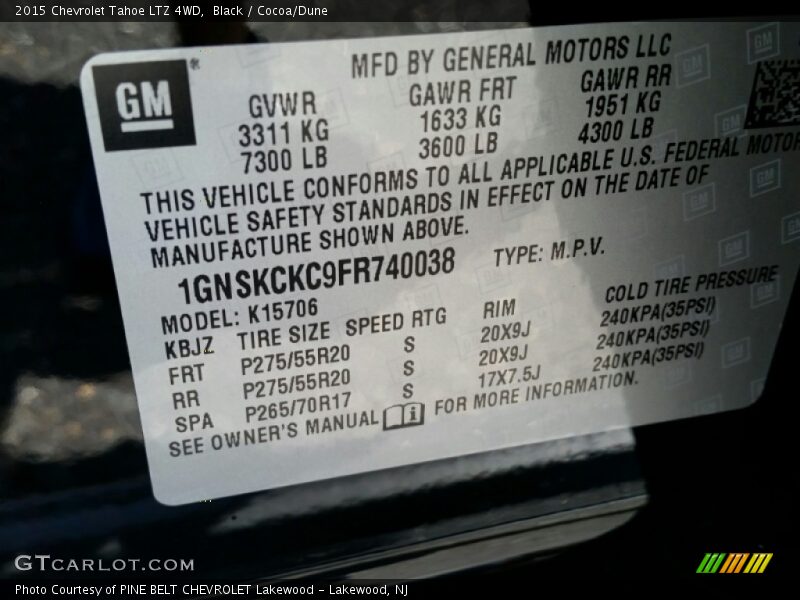 2015 Chevrolet Tahoe LTZ 4WD, Black / Cocoa/Dune
GM
MFD BY GENERAL MOTORS LLC
GVWR GAWR FRT GAWR RR
3311 KG 1633 KG 1951 KG
7300 LB 3600 LB 4300 LB
THIS VEHICLE CONFORMS TO ALL APPLICABLE U.S. FEDERAL MOTOR
VEHICLE SAFETY STANDARDS IN EFFECT ON THE DATE OF
MANUFACTURE SHOWN ABOVE.
1GNSKCKC9FR740038 TYPE: M.P.V.
MODEL: K15706
KBJZ TIRE SIZE SPEED RTG RIM COLD TIRE PRESSURE
FRT P275/55R20 S 20X9J 240KPA(35PSI)
RR P275/55R20 S 20X9J 240KPA(35PSI)
SPA P265/70R17 S 17X7.5J 240KPA(35PSI)
SEE OWNER'S MANUAL FOR MORE INFORMATION.
GTCARLOT.COM
Photo Courtesy of PINE BELT CHEVROLET Lakewood - Lakewood, NJ